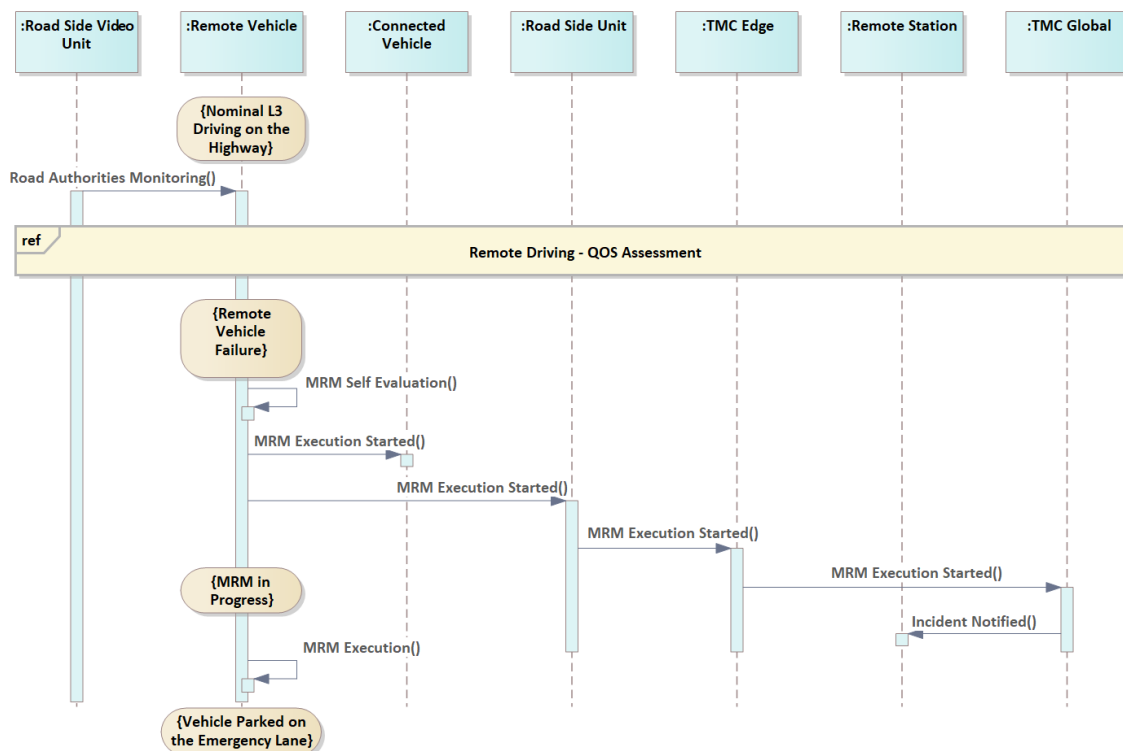 :Road Side Video
Unit
:Remote Vehicle
:Connected
Vehicle
:Road Side Unit
:TMC Edge
:Remote Station
:TMC Global
{Nominal L3
Driving on the
Highway}
Road Authorities Monitoring()
ref
Remote Driving - QOS Assessment
{Remote
Vehicle
Failure}
MRM Self Evaluation()
MRM Execution Started()
MRM Execution Started()
MRM Execution Started()
MRM Execution Started()
{MRM in
Progress}
Incident Notified()
MRM Execution()
{Vehicle Parked on
the Emergency Lane}